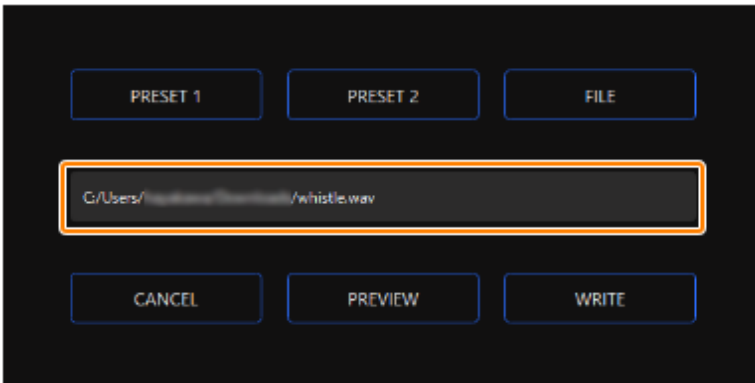 PRESET 1 PRESET 2 FILE
C:/Users/ /whistle.wav
CANCEL PREVIEW WRITE